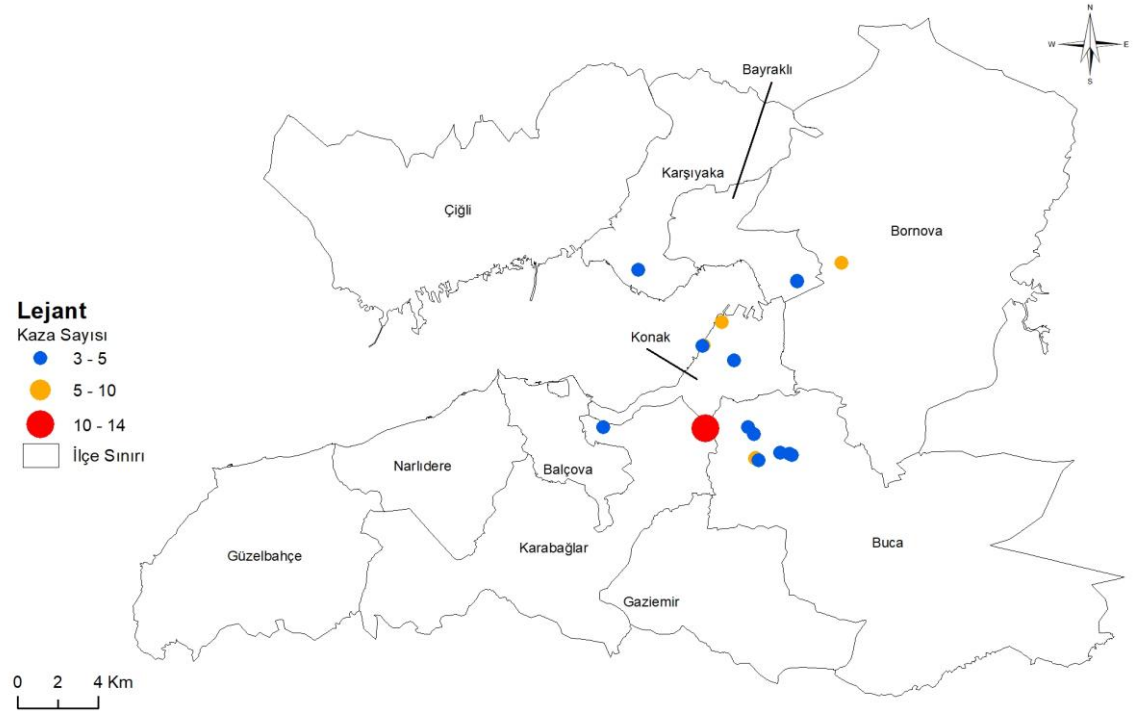 N
W E
S
Bayraklı
Karşıyaka
Çiğli
Bornova
Lejant
Kaza Sayısı
3 - 5
5 - 10
10 - 14
İlçe Sınırı
Konak
Narlıdere
Balçova
Karabağlar
Güzelbahçe
Buca
Gaziemir
0 2 4 Km